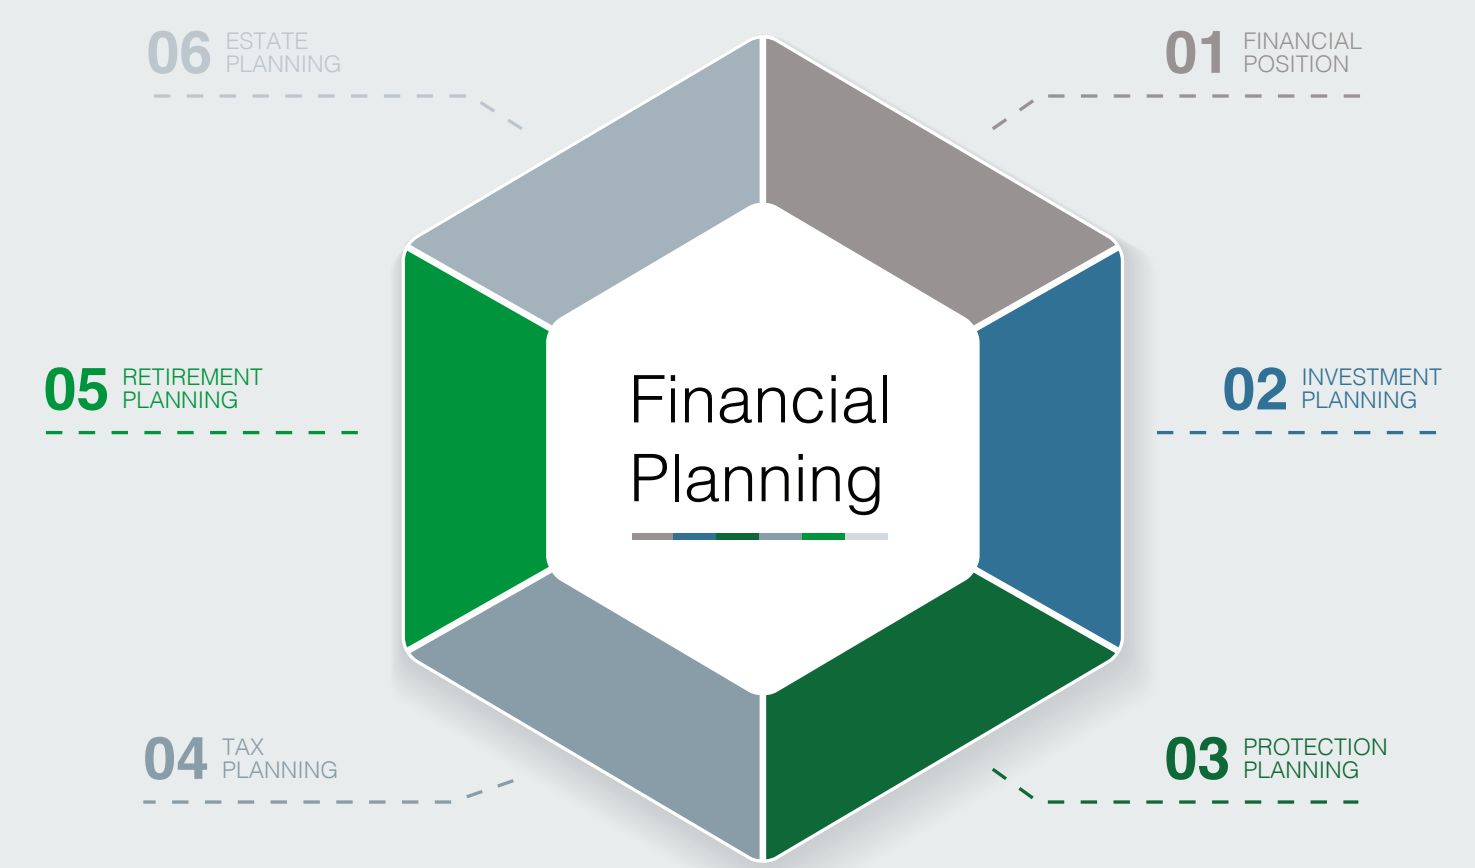 06 ESTATE
PLANNING
01 FINANCIAL
POSITION
05 RETIREMENT
PLANNING
Financial
Planning
02 INVESTMENT
PLANNING
04 TAX
PLANNING
03 PROTECTION
PLANNING